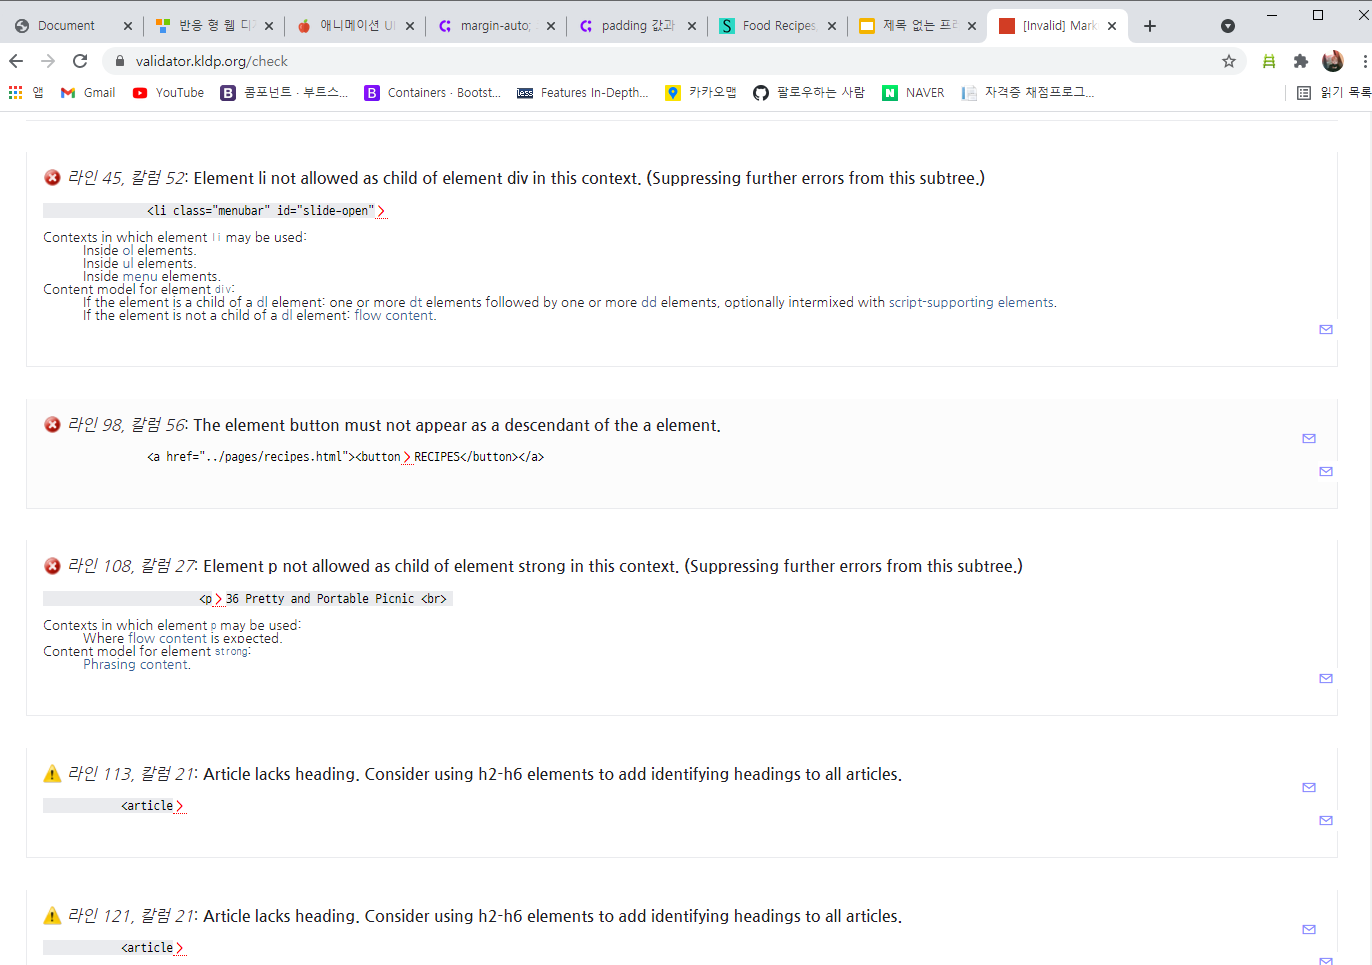 Document
반응 형 웹 디
애니메이션 UI
margin-auto;
padding 값과
Food Recipes,
제목 없는 프
[Invalid] Mark
validator.kldp.org/check
앱
Gmail
YouTube
컴포넌트 · 부트스...
Containers · Bootst...
less
Features In-Depth...
카카오맵
팔로우하는 사람
NAVER
자격증 채점프로그...
읽기 목록
라인 45, 칼럼 52: Element li not allowed as child of element div in this context. (Suppressing further errors from this subtree.)
<li class="menubar" id="slide-open">
Contexts in which element li may be used:
Inside ol elements.
Inside ul elements.
Inside menu elements.
Content model for element div:
If the element is a child of a dl element: one or more dt elements followed by one or more dd elements, optionally intermixed with script-supporting elements.
If the element is not a child of a dl element: flow content.
라인 98, 칼럼 56: The element button must not appear as a descendant of the a element.
<a href="../pages/recipes.html"><button>RECIPES</button></a>
라인 108, 칼럼 27: Element p not allowed as child of element strong in this context. (Suppressing further errors from this subtree.)
<p>36 Pretty and Portable Picnic <br>
Contexts in which element p may be used:
Where flow content is expected.
Content model for element strong:
Phrasing content.
라인 113, 칼럼 21: Article lacks heading. Consider using h2-h6 elements to add identifying headings to all articles.
<article>
라인 121, 칼럼 21: Article lacks heading. Consider using h2-h6 elements to add identifying headings to all articles.
<article>